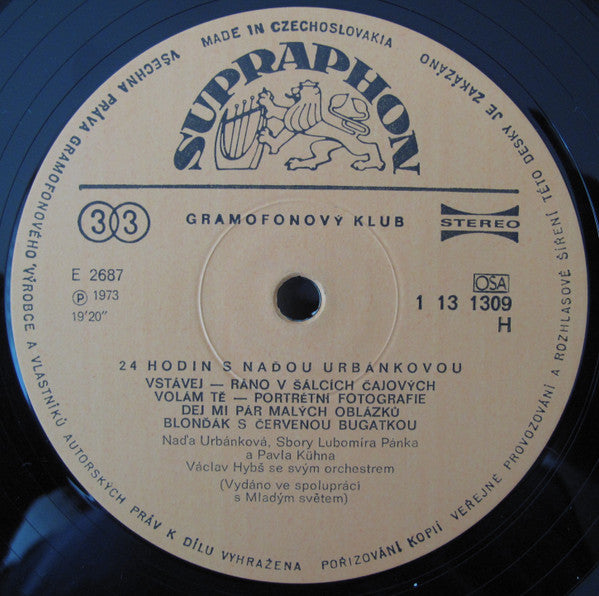 MADE IN CZECHOSLOVAKIA
VŠECHNA PRÁVA GRAMOFONOVÉHO VÝROBCE A VLASTNÍKŮ AUTORSKÝCH PRÁV K DÍLU VYHRAŽENA
POŘIZOVÁNÍ KOPIÍ VEŘEJNÉ PROVOZOVÁNÍ A ROZHLASOVÉ ŠÍŘENÍ TÉTO DESKY JE ZAKÁZÁNO
SUPRAPHON
33
GRAMOFONOVÝ KLUB
STEREO
E 2687
Ⓟ 1973
19'20"
OSA
1 13 1309
H
24 HODIN S NAĎOU URBÁNKOVOU
VSTÁVEJ — RÁNO V ŠÁLCÍCH ČAJOVÝCH
VOLÁM TĚ — PORTRÉTNÍ FOTOGRAFIE
DEJ MI PÁR MALÝCH OBLÁZKŮ
BLONĎÁK S ČERVENOU BUGATKOU
Naďa Urbánková, Sbory Lubomíra Pánka
a Pavla Kühna
Václav Hybš se svým orchestrem
(Vydáno ve spolupráci
s Mladým světem)